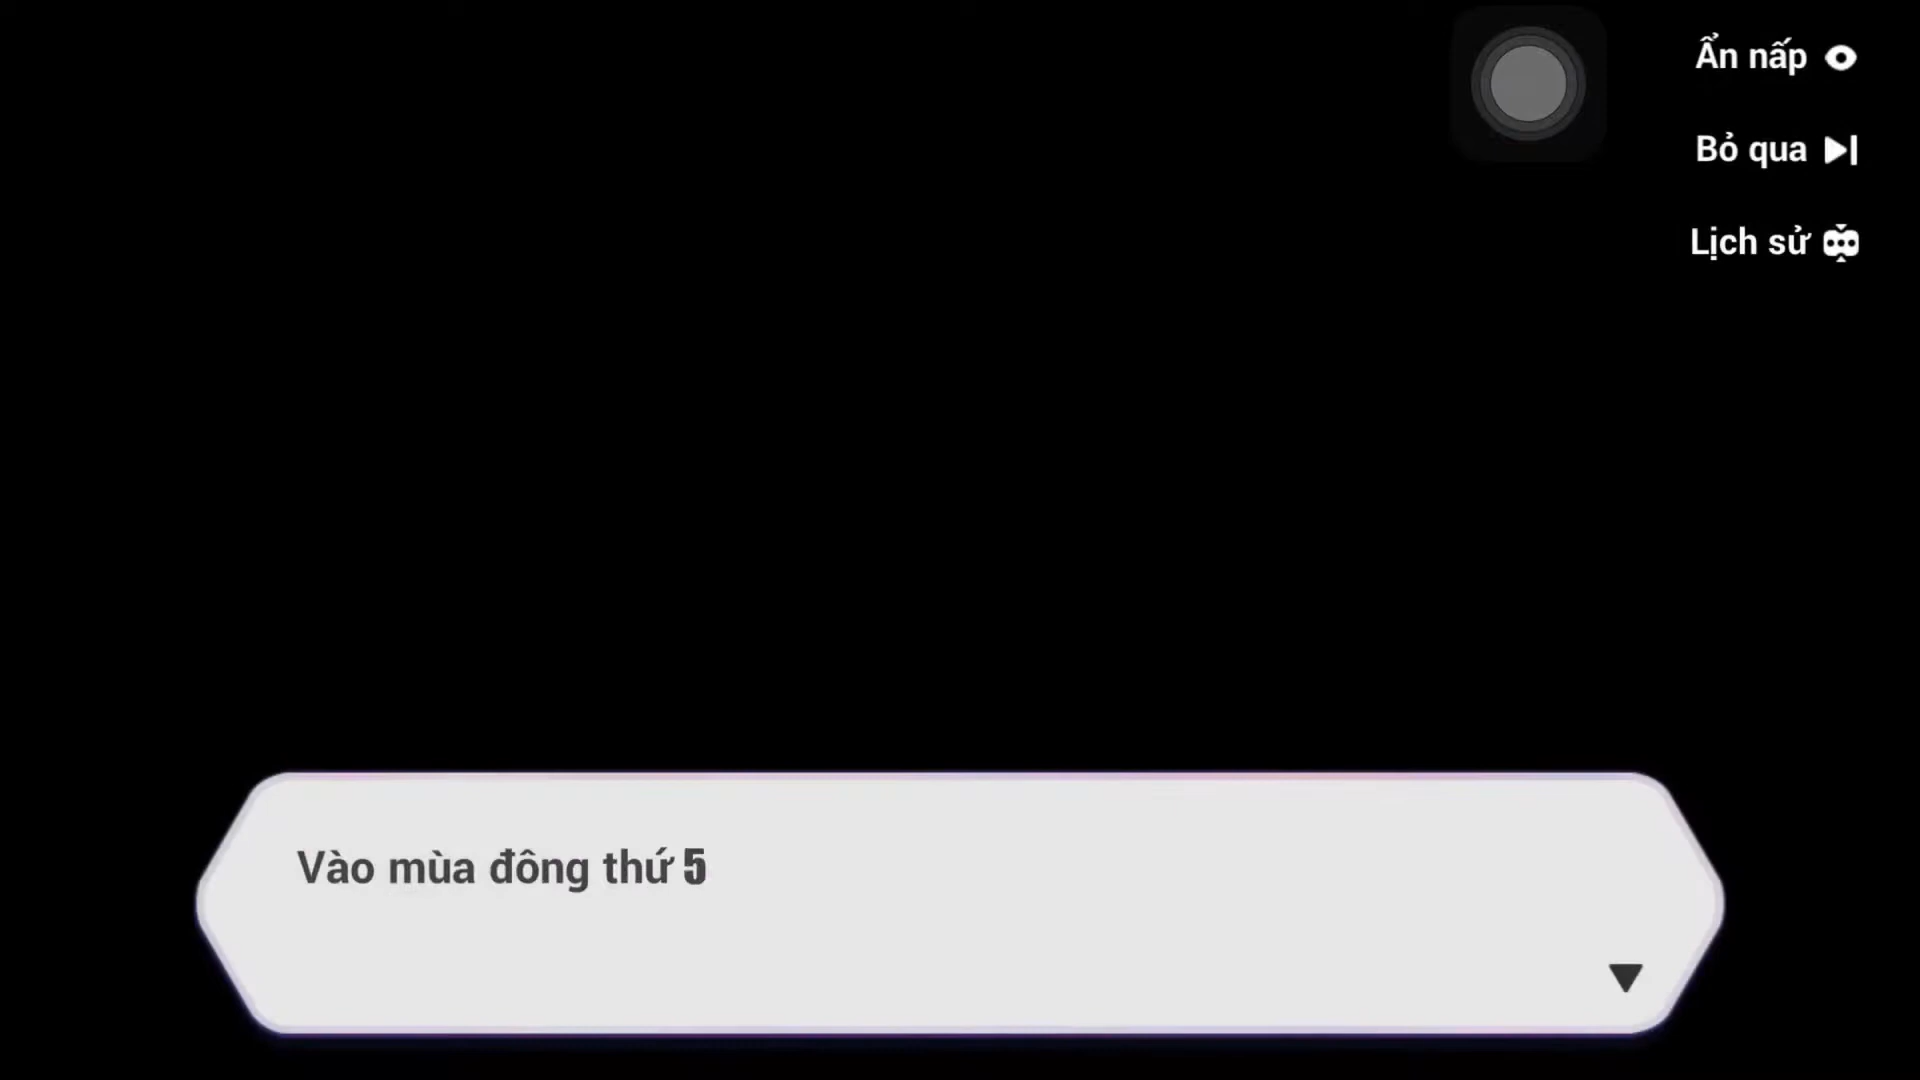 Ẩn nấp
Bỏ qua
Lịch sử
Vào mùa đông thứ 5